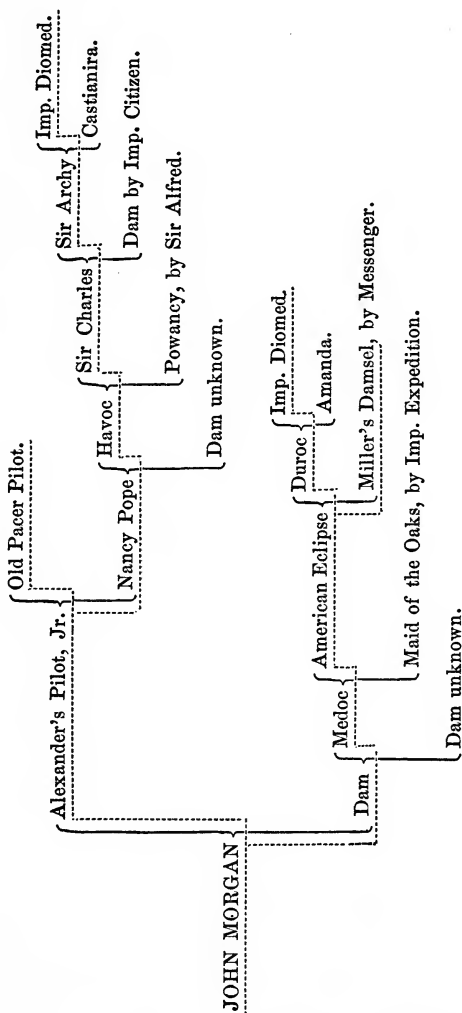 JOHN MORGAN
Alexander's Pilot, Jr.
Old Pacer Pilot.
Nancy Pope
Havoc
Sir Charles
Sir Archy
Imp. Diomed.
Castianira.
Dam by Imp. Citizen.
Powancy, by Sir Alfred.
Dam unknown.
Dam
Medoc
American Eclipse
Duroc
Imp. Diomed.
Amanda.
Miller's Damsel, by Messenger.
Maid of the Oaks, by Imp. Expedition.
Dam unknown.